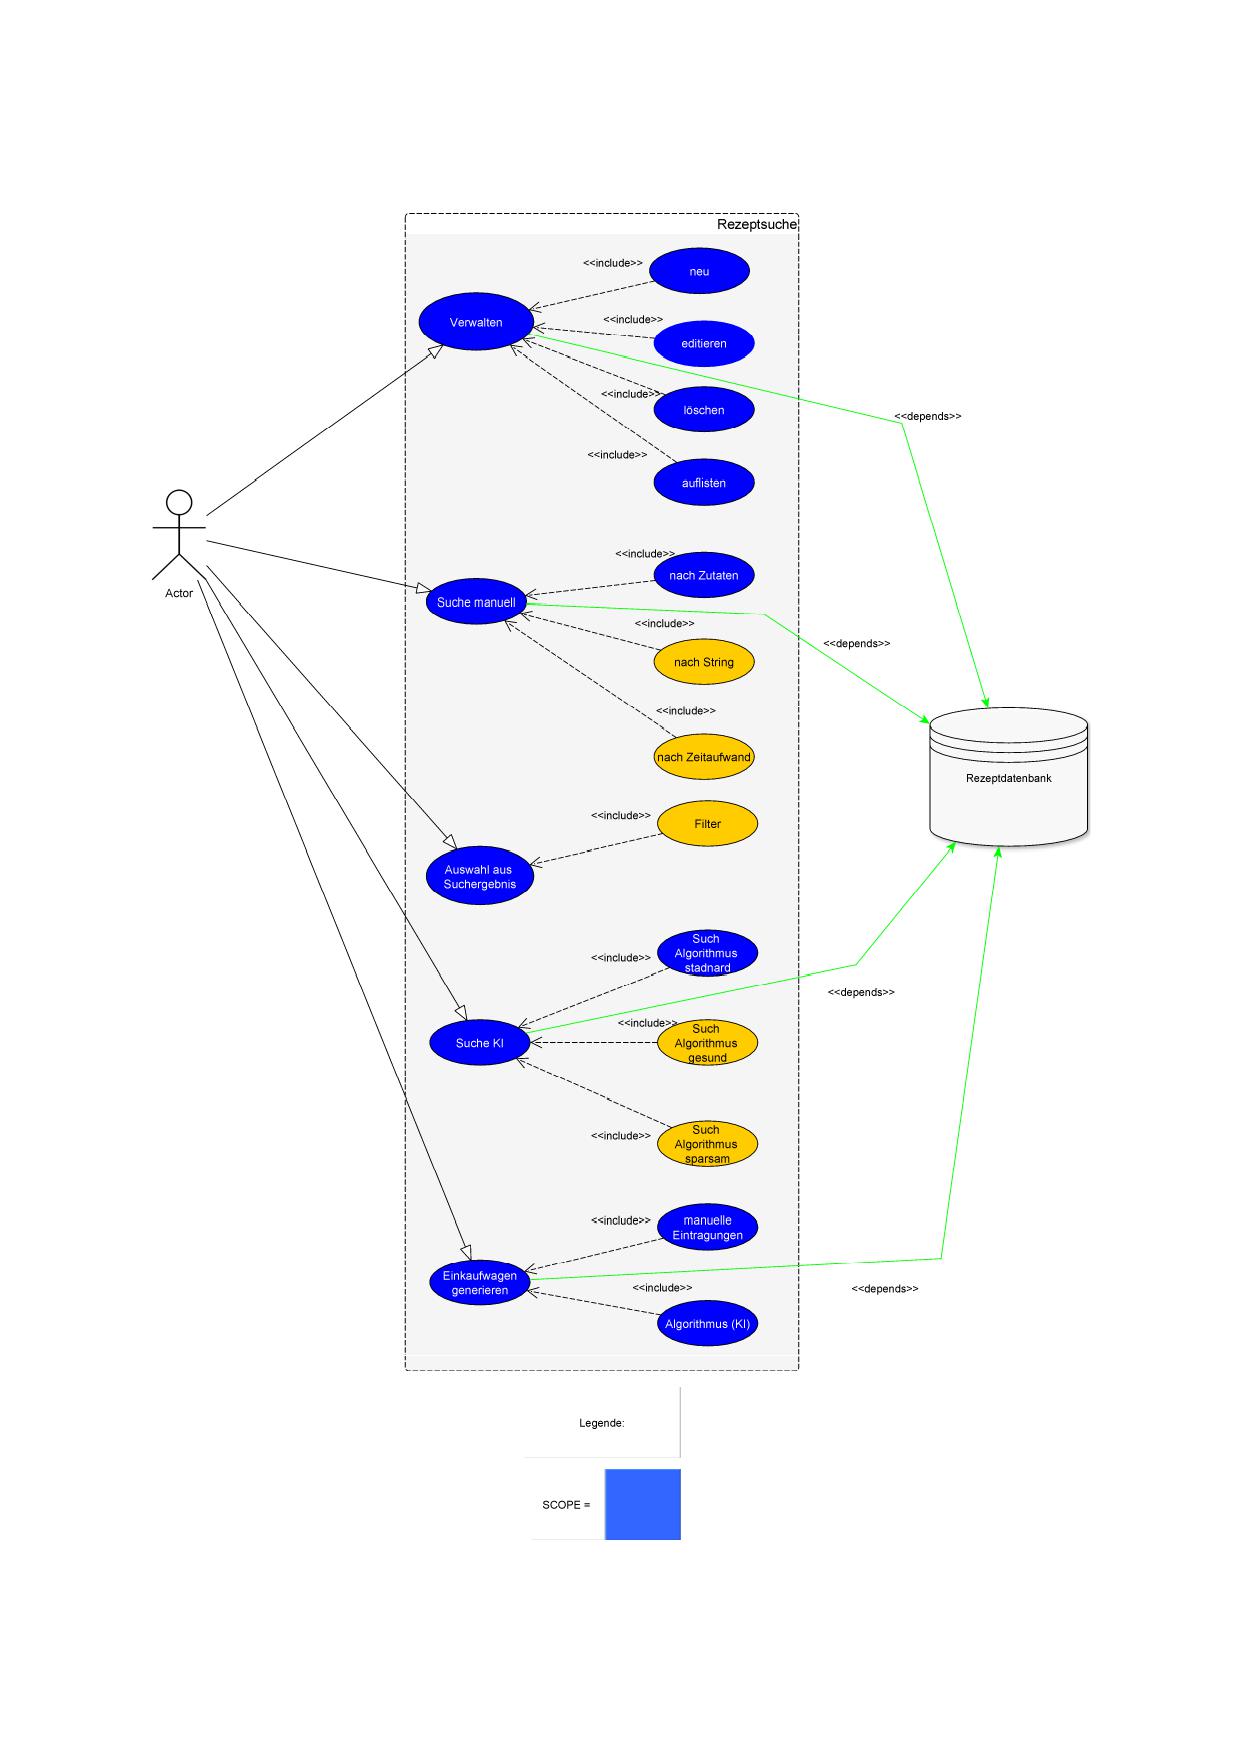 Rezeptsuche
<<include>>
neu
Verwalten
<<include>>
editieren
<<include>>
löschen
<<depends>>
<<include>>
auflisten
Actor
<<include>>
nach Zutaten
Suche manuell
<<include>>
nach String
<<depends>>
<<include>>
nach Zeitaufwand
Rezeptdatenbank
<<include>>
Filter
Auswahl aus
Suchergebnis
<<include>>
Such
Algorithmus
stadnard
<<depends>>
<<include>>
Such
Algorithmus
gesund
Suche KI
<<include>>
Such
Algorithmus
sparsam
<<include>>
manuelle
Eintragungen
Einkaufwagen
generieren
<<include>>
<<depends>>
Algorithmus (KI)
Legende:
SCOPE =